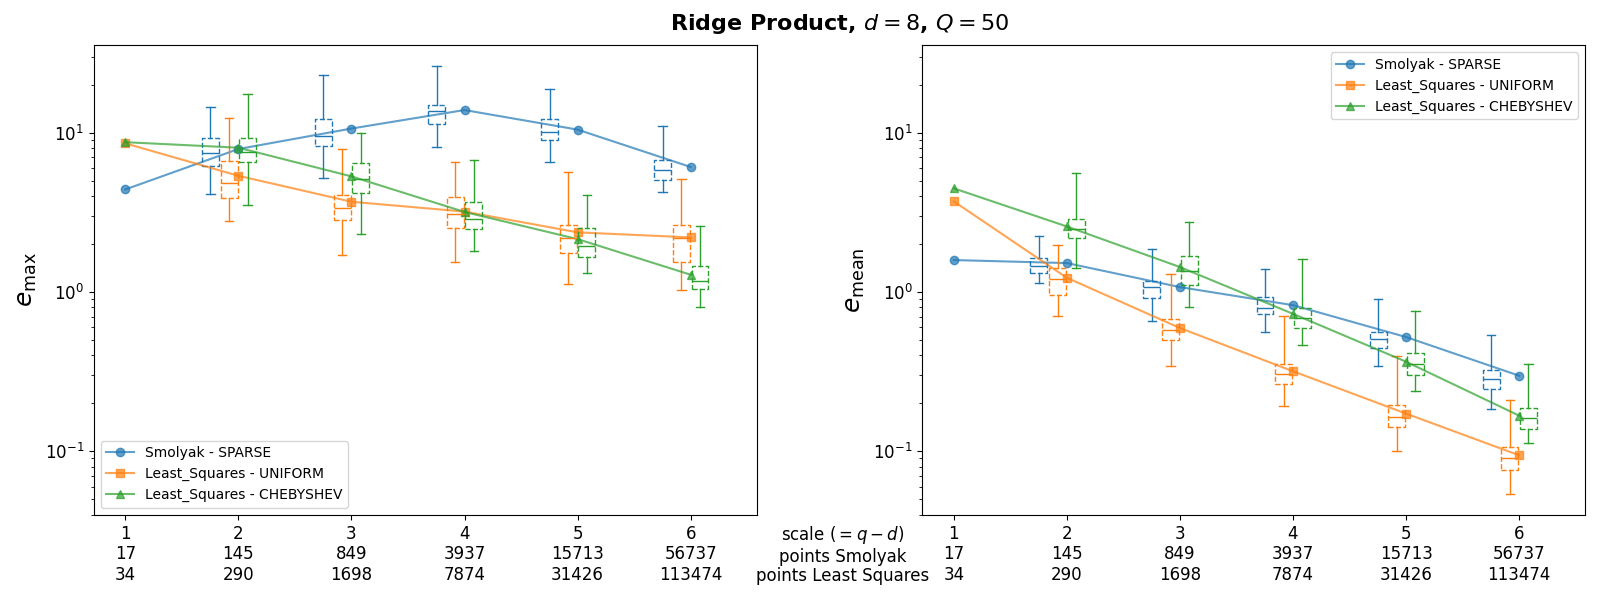 Ridge Product, d = 8, Q = 50
e_max
10^1
10^0
10^-1
Smolyak - SPARSE
Least_Squares - UNIFORM
Least_Squares - CHEBYSHEV
1 2 3 4 5 6
17 145 849 3937 15713 56737
34 290 1698 7874 31426 113474
scale (= q − d)
points Smolyak
points Least Squares
e_mean
10^1
10^0
10^-1
Smolyak - SPARSE
Least_Squares - UNIFORM
Least_Squares - CHEBYSHEV
1 2 3 4 5 6
17 145 849 3937 15713 56737
34 290 1698 7874 31426 113474